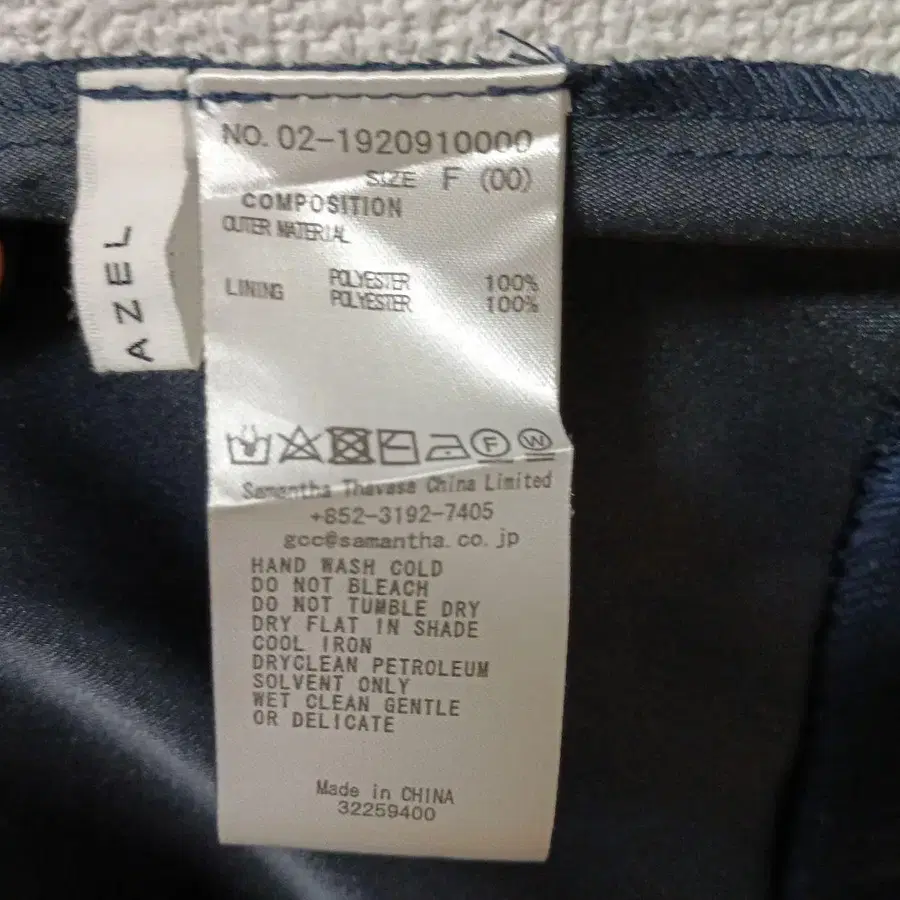 AZEL
NO. 02-1920910000
SIZE F (00)
COMPOSITION
OUTER MATERIAL
POLYESTER 100%
LINING POLYESTER 100%
F W
Samantha Thavasa China Limited
+852-3192-7405
gcc@samantha.co.jp
HAND WASH COLD
DO NOT BLEACH
DO NOT TUMBLE DRY
DRY FLAT IN SHADE
COOL IRON
DRYCLEAN PETROLEUM
SOLVENT ONLY
WET CLEAN GENTLE
OR DELICATE
Made in CHINA
32259400